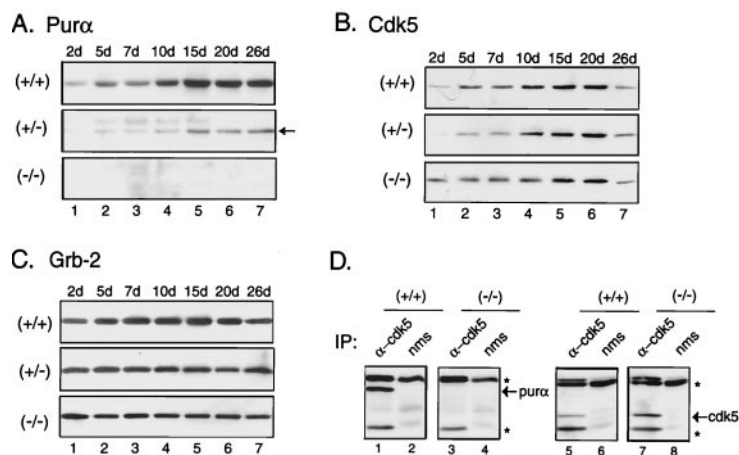 A. Purα
2d 5d 7d 10d 15d 20d 26d
(+/+)
(+/-)
(-/-)
1 2 3 4 5 6 7
B. Cdk5
2d 5d 7d 10d 15d 20d 26d
(+/+)
(+/-)
(-/-)
1 2 3 4 5 6 7
C. Grb-2
2d 5d 7d 10d 15d 20d 26d
(+/+)
(+/-)
(-/-)
1 2 3 4 5 6 7
D.
(+/+) (-/-) (+/+) (-/-)
IP: α-cdk5 nms α-cdk5 nms α-cdk5 nms α-cdk5 nms
*
purα
*
*
cdk5
*
1 2 3 4 5 6 7 8